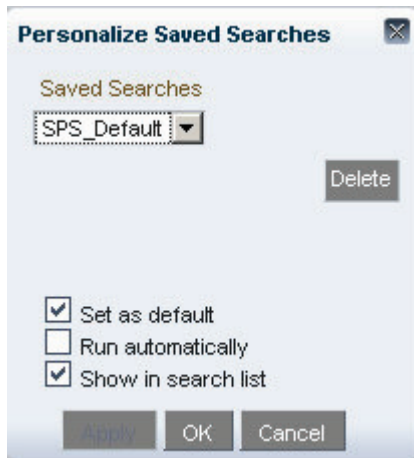 Personalize Saved Searches
Saved Searches
SPS_Default
Delete
Set as default
Run automatically
Show in search list
Apply OK Cancel